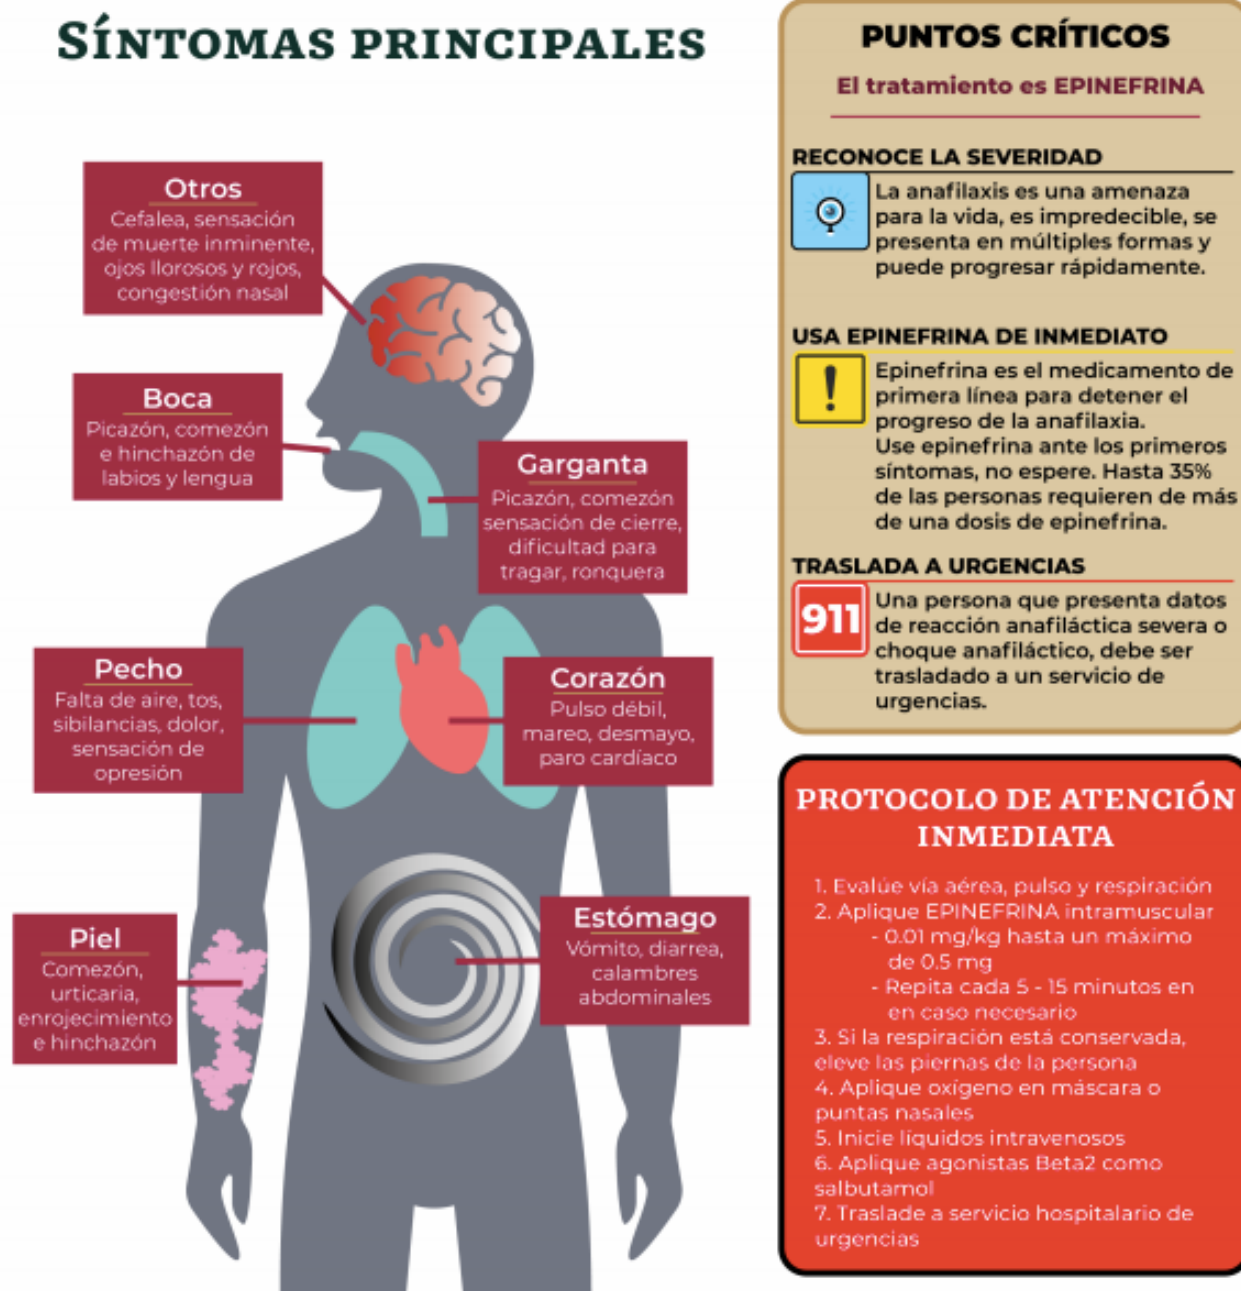 SÍNTOMAS PRINCIPALES
Otros
Cefalea, sensación
de muerte inminente,
ojos llorosos y rojos,
congestión nasal
Boca
Picazón, comezón
e hinchazón de
labios y lengua
Garganta
Picazón, comezón
sensación de cierre,
dificultad para
tragar, ronquera
Pecho
Falta de aire, tos,
sibilancias, dolor,
sensación de
opresión
Corazón
Pulso débil,
mareo, desmayo,
paro cardíaco
Piel
Comezón,
urticaria,
enrojecimiento
e hinchazón
Estómago
Vómito, diarrea,
calambres
abdominales
PUNTOS CRÍTICOS
El tratamiento es EPINEFRINA
RECONOCE LA SEVERIDAD
La anafilaxis es una amenaza
para la vida, es impredecible, se
presenta en múltiples formas y
puede progresar rápidamente.
USA EPINEFRINA DE INMEDIATO
!
Epinefrina es el medicamento de
primera línea para detener el
progreso de la anafilaxia.
Use epinefrina ante los primeros
síntomas, no espere. Hasta 35%
de las personas requieren de más
de una dosis de epinefrina.
TRASLADA A URGENCIAS
911
Una persona que presenta datos
de reacción anafiláctica severa o
choque anafiláctico, debe ser
trasladado a un servicio de
urgencias.
PROTOCOLO DE ATENCIÓN
INMEDIATA
1. Evalúe vía aérea, pulso y respiración
2. Aplique EPINEFRINA intramuscular
- 0.01 mg/kg hasta un máximo
de 0.5 mg
- Repita cada 5 - 15 minutos en
en caso necesario
3. Si la respiración está conservada,
eleve las piernas de la persona
4. Aplique oxígeno en máscara o
puntas nasales
5. Inicie líquidos intravenosos
6. Aplique agonistas Beta2 como
salbutamol
7. Traslade a servicio hospitalario de
urgencias